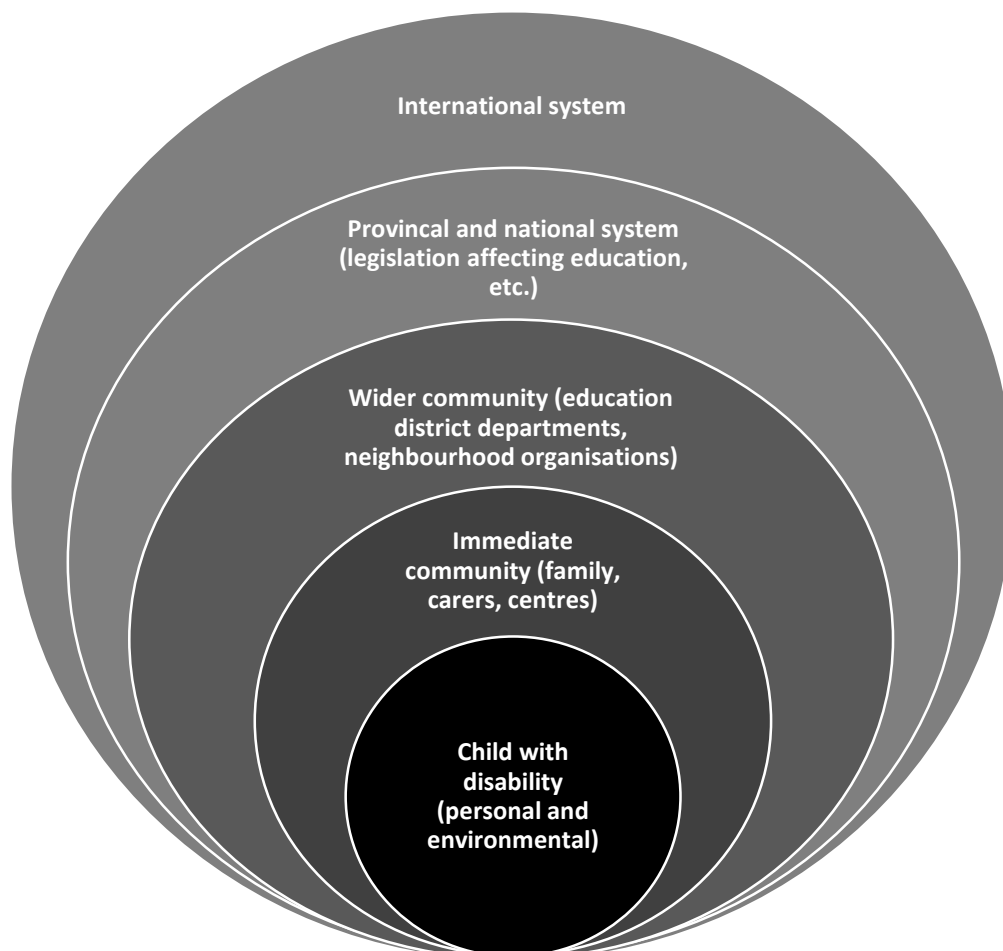 International system
Provincal and national system
(legislation affecting education,
etc.)
Wider community (education
district departments,
neighbourhood organisations)
Immediate
community (family,
carers, centres)
Child with
disability
(personal and
environmental)